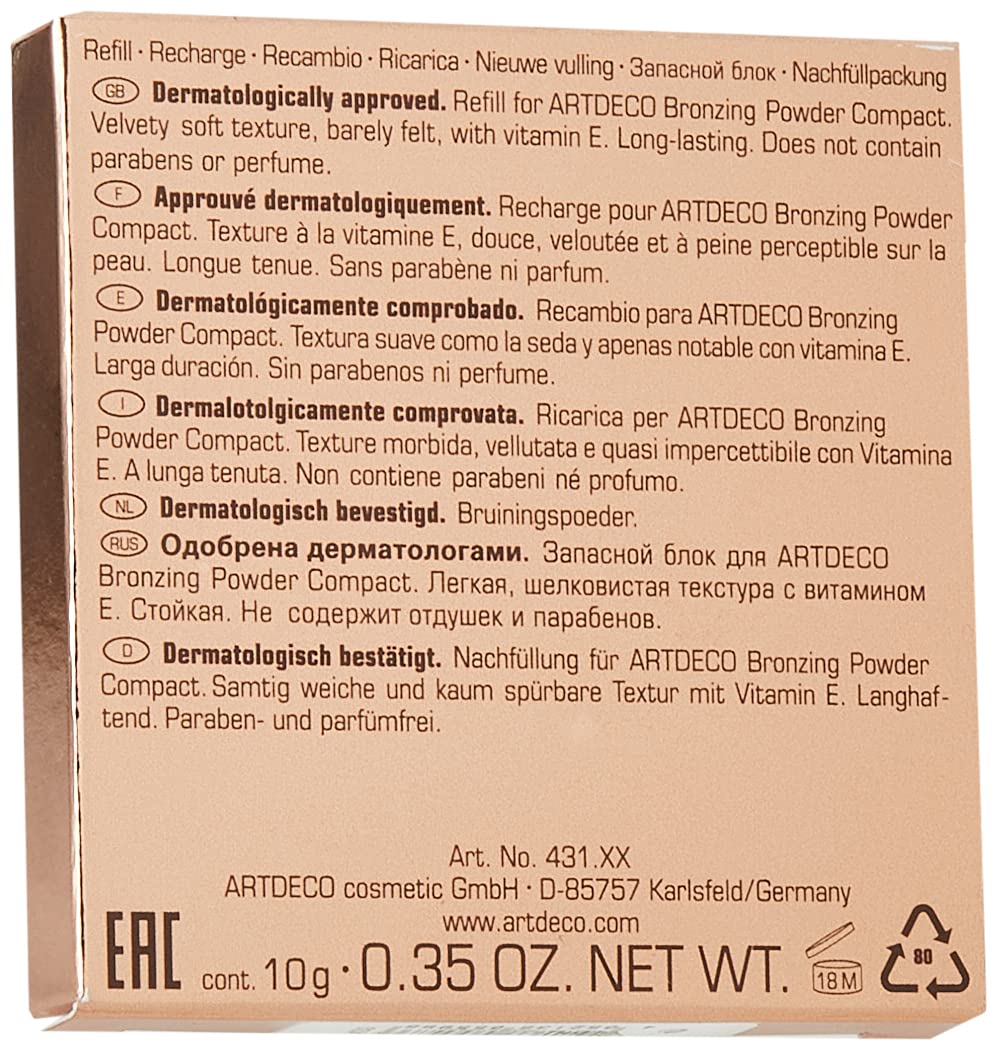 Refill · Recharge · Recambio · Ricarica · Nieuwe vulling · Запасной блок · Nachfüllpackung
GB Dermatologically approved. Refill for ARTDECO Bronzing Powder Compact.
Velvety soft texture, barely felt, with vitamin E. Long-lasting. Does not contain
parabens or perfume.
F Approuvé dermatologiquement. Recharge pour ARTDECO Bronzing Powder
Compact. Texture à la vitamine E, douce, veloutée et à peine perceptible sur la
peau. Longue tenue. Sans parabène ni parfum.
E Dermatológicamente comprobado. Recambio para ARTDECO Bronzing
Powder Compact. Textura suave como la seda y apenas notable con vitamina E.
Larga duración. Sin parabenos ni perfume.
I Dermalotolgicamente comprovata. Ricarica per ARTDECO Bronzing
Powder Compact. Texture morbida, vellutata e quasi impercettibile con Vitamina
E. A lunga tenuta. Non contiene parabeni né profumo.
NL Dermatologisch bevestigd. Bruiningspoeder.
RUS Одобрена дерматологами. Запасной блок для ARTDECO
Bronzing Powder Compact. Легкая, шелковистая текстура с витамином
Е. Стойкая. Не содержит отдушек и парабенов.
D Dermatologisch bestätigt. Nachfüllung für ARTDECO Bronzing Powder
Compact. Samtig weiche und kaum spürbare Textur mit Vitamin E. Langhaf-
tend. Paraben- und parfümfrei.
Art. No. 431.XX
ARTDECO cosmetic GmbH · D-85757 Karlsfeld/Germany
www.artdeco.com
EAC cont. 10g · 0.35 OZ. NET WT. 18M 80